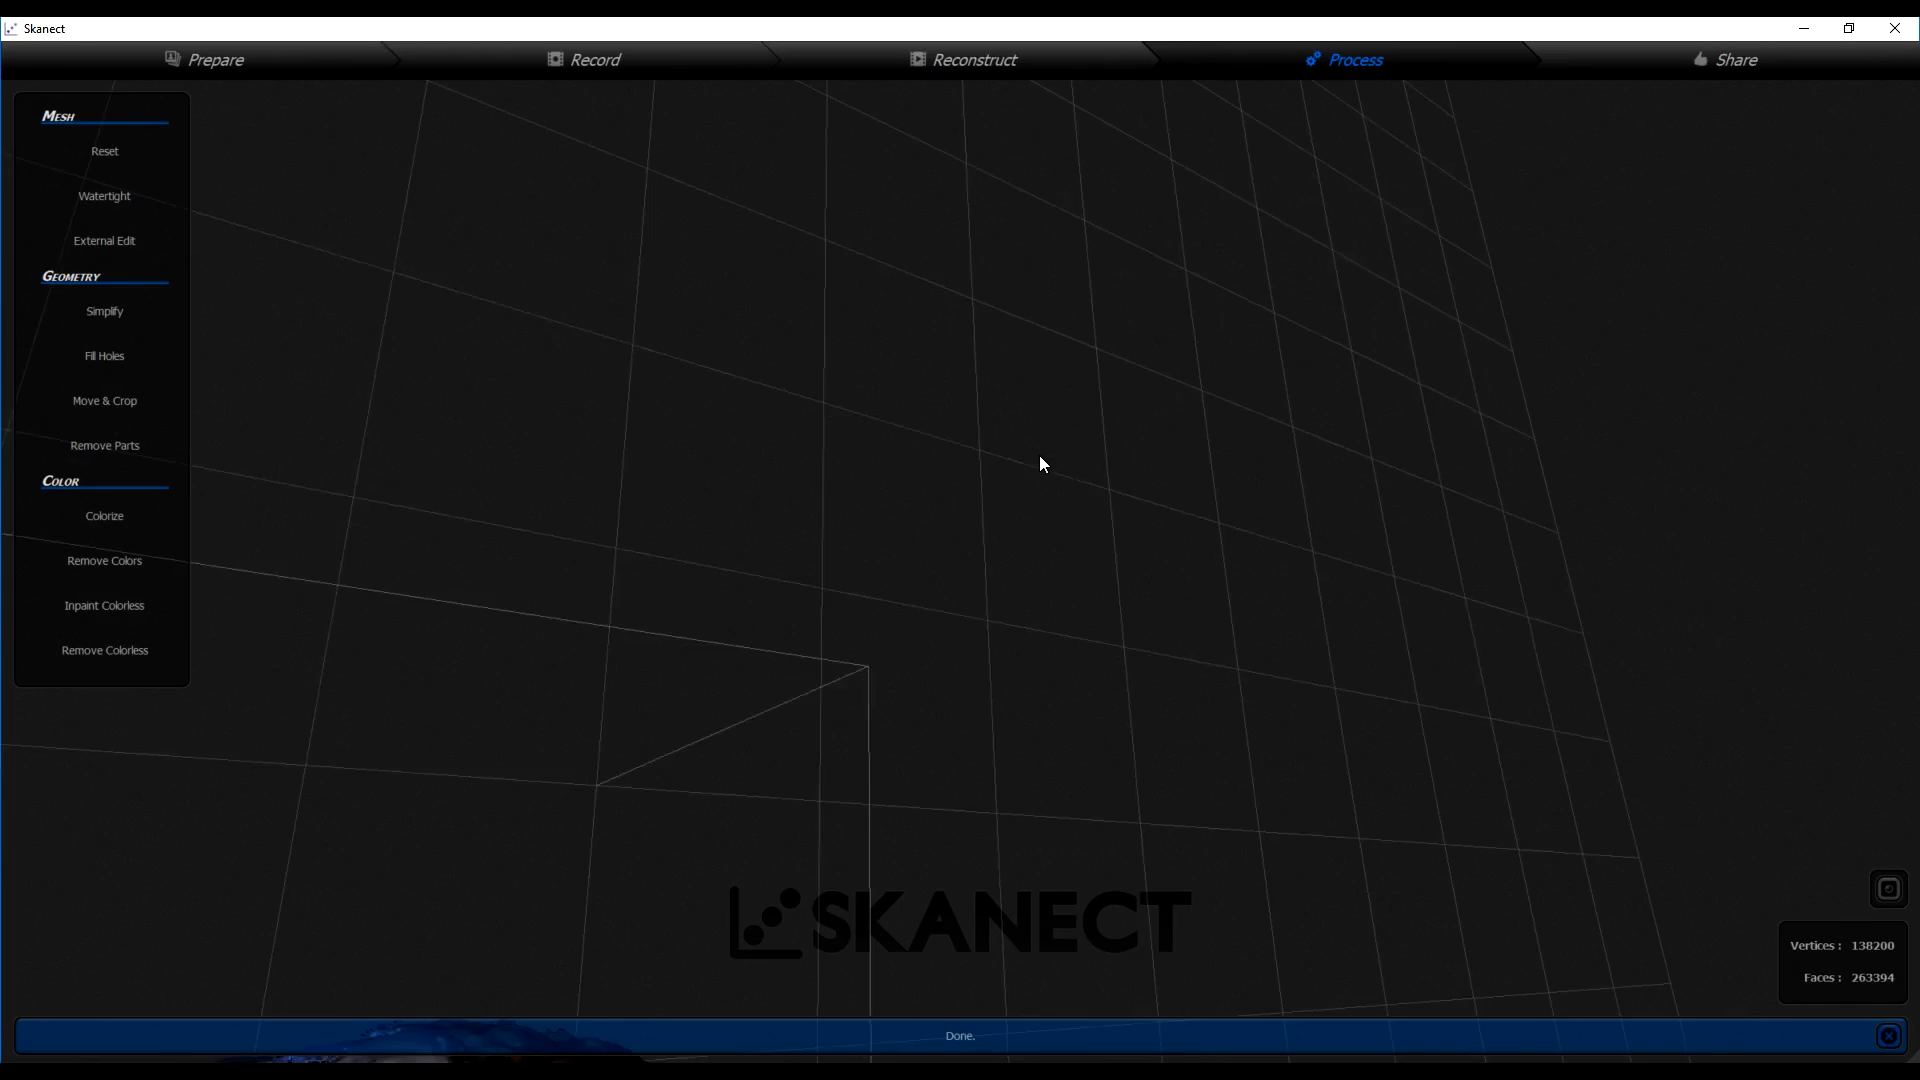 Skanect
Prepare
Record
Reconstruct
Process
Share
Mesh
Reset
Watertight
External Edit
Geometry
Simplify
Fill Holes
Move & Crop
Remove Parts
Color
Colorize
Remove Colors
Inpaint Colorless
Remove Colorless
SKANECT
Vertices : 138200
Faces : 263394
Done.